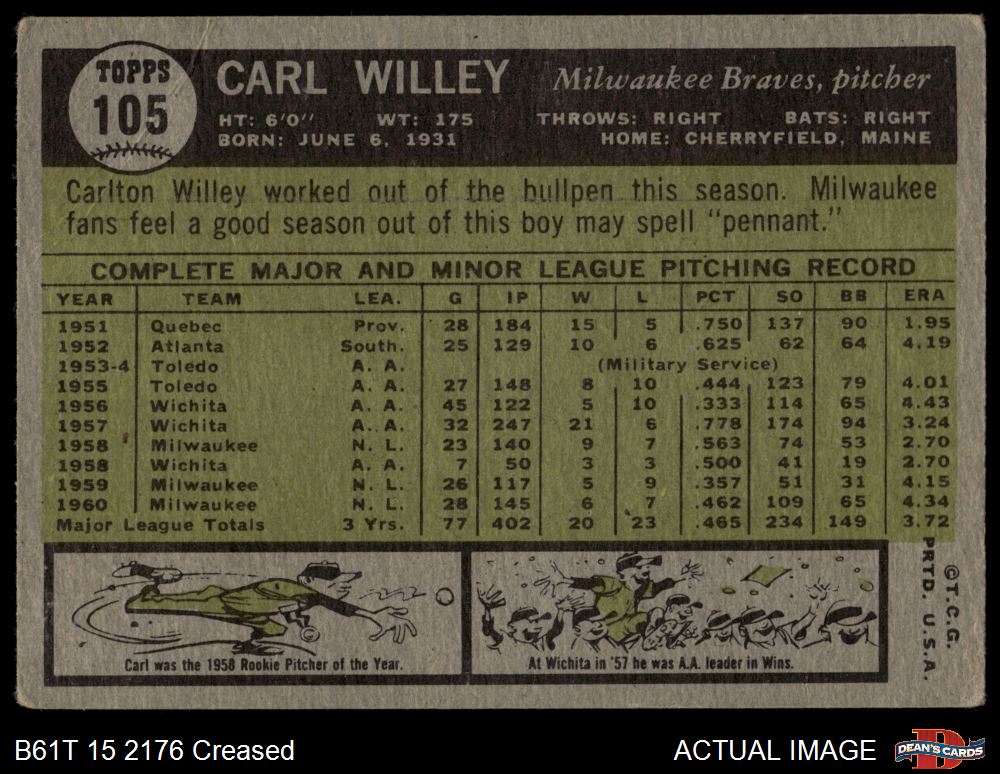 TOPPS
105
CARL WILLEY Milwaukee Braves, pitcher
HT: 6'0" WT: 175 THROWS: RIGHT BATS: RIGHT
BORN: JUNE 6, 1931 HOME: CHERRYFIELD, MAINE
Carlton Willey worked out of the bullpen this season. Milwaukee
fans feel a good season out of this boy may spell "pennant."
COMPLETE MAJOR AND MINOR LEAGUE PITCHING RECORD
YEAR TEAM LEA. G IP W L PCT SO BB ERA
1951 Quebec Prov. 28 184 15 5 .750 137 90 1.95
1952 Atlanta South. 25 129 10 6 .625 62 64 4.19
1953-4 Toledo A. A. (Military Service)
1955 Toledo A. A. 27 148 8 10 .444 123 79 4.01
1956 Wichita A. A. 45 122 5 10 .333 114 65 4.43
1957 Wichita A. A. 32 247 21 6 .778 174 94 3.24
1958 Milwaukee N. L. 23 140 9 7 .563 74 53 2.70
1958 Wichita A. A. 7 50 3 3 .500 41 19 2.70
1959 Milwaukee N. L. 26 117 5 9 .357 51 31 4.15
1960 Milwaukee N. L. 28 145 6 7 .462 109 65 4.34
Major League Totals 3 Yrs. 77 402 20 23 .465 234 149 3.72
Carl was the 1958 Rookie Pitcher of the Year.
At Wichita in '57 he was A.A. leader in Wins.
©T.C.G.
PRTD. U.S.A.
B61T 15 2176 Creased
ACTUAL IMAGE
D
DEAN'S CARDS